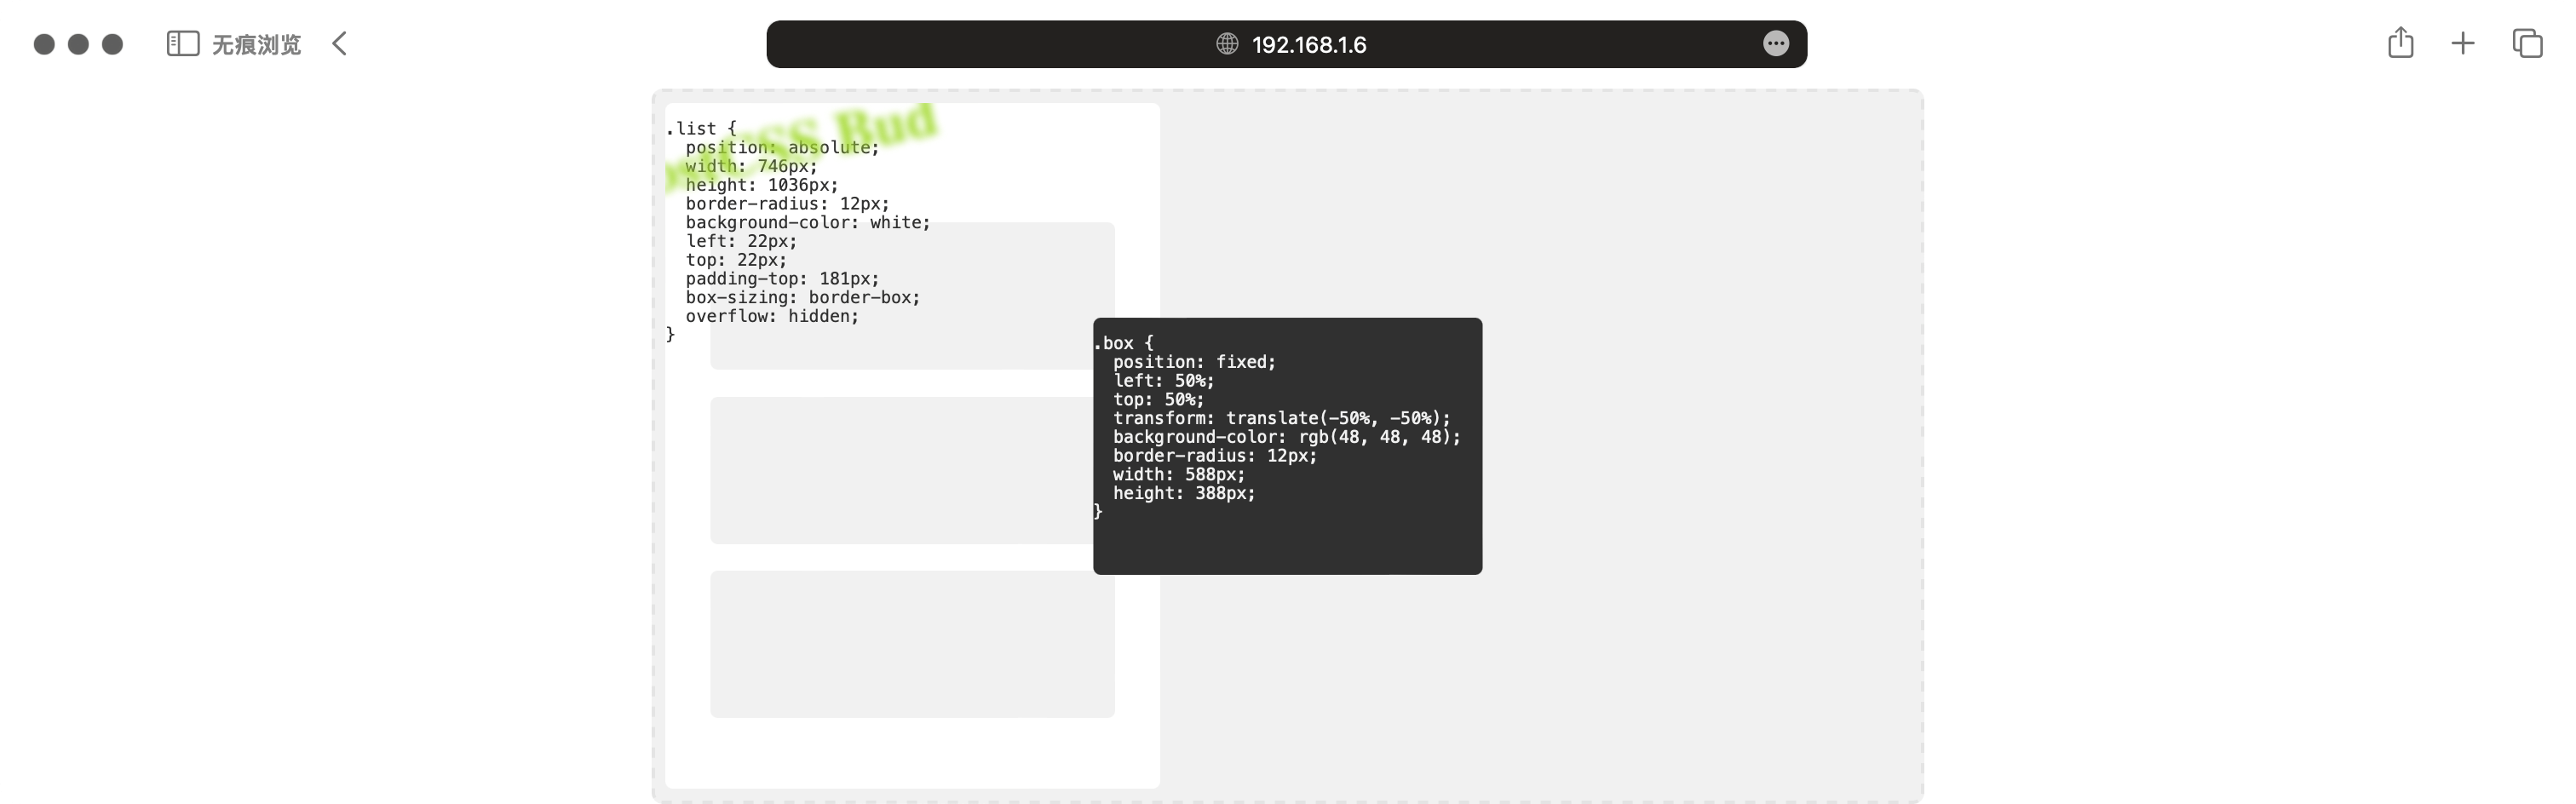 无痕浏览
192.168.1.6
CSS Bud
.list {
  position: absolute;
  width: 746px;
  height: 1036px;
  border-radius: 12px;
  background-color: white;
  left: 22px;
  top: 22px;
  padding-top: 181px;
  box-sizing: border-box;
  overflow: hidden;
}
.box {
  position: fixed;
  left: 50%;
  top: 50%;
  transform: translate(-50%, -50%);
  background-color: rgb(48, 48, 48);
  border-radius: 12px;
  width: 588px;
  height: 388px;
}